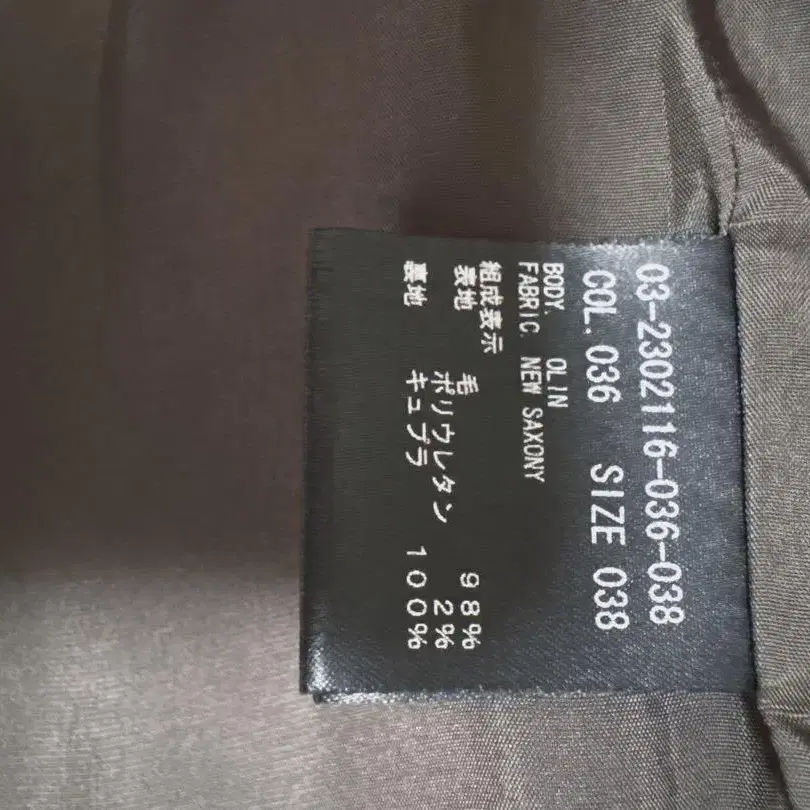 03-2302116-036-038
COL. 036 SIZE 038
BODY. OLIN
FABRIC. NEW SAXONY
組成表示
表地 毛 98%
ポリウレタン 2%
裏地 キュプラ 100%